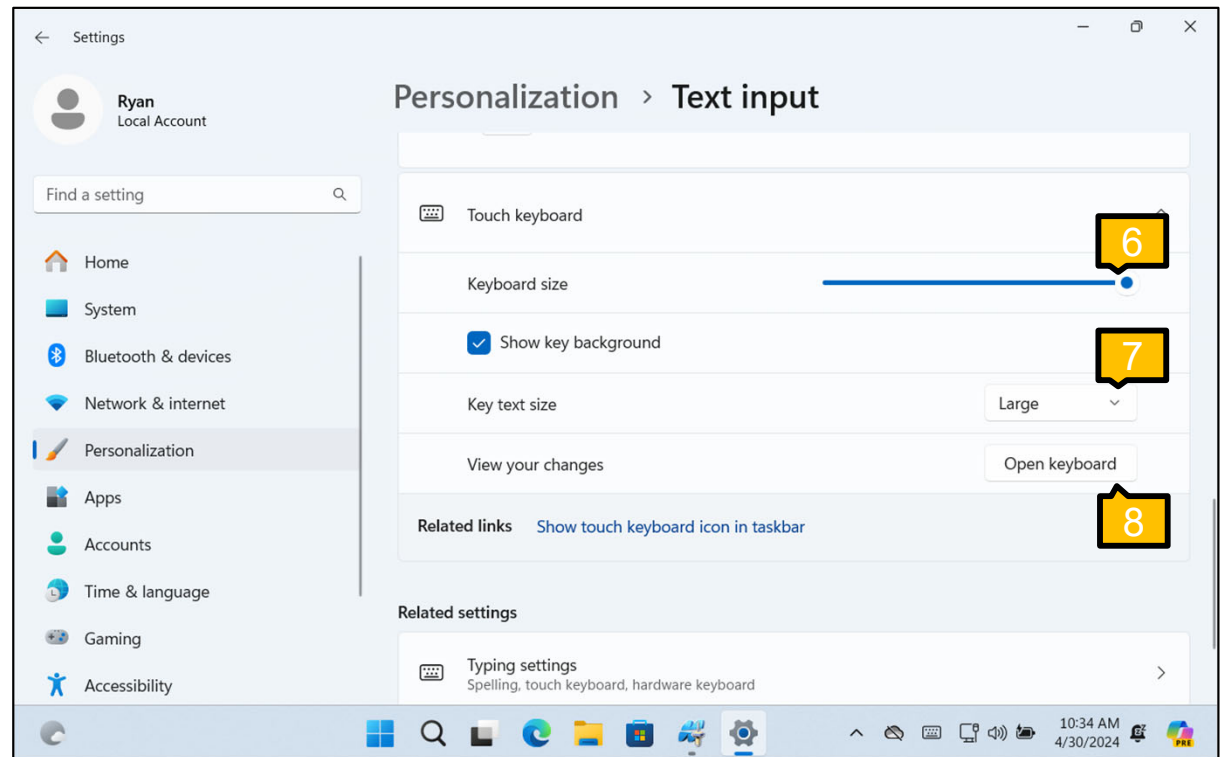 Settings
Ryan
Local Account
Find a setting
Home
System
Bluetooth & devices
Network & internet
Personalization
Apps
Accounts
Time & language
Gaming
Accessibility
Personalization > Text input
Touch keyboard
6
Keyboard size
Show key background
7
Key text size Large
View your changes Open keyboard
8
Related links Show touch keyboard icon in taskbar
Related settings
Typing settings
Spelling, touch keyboard, hardware keyboard
10:34 AM
4/30/2024
PRE